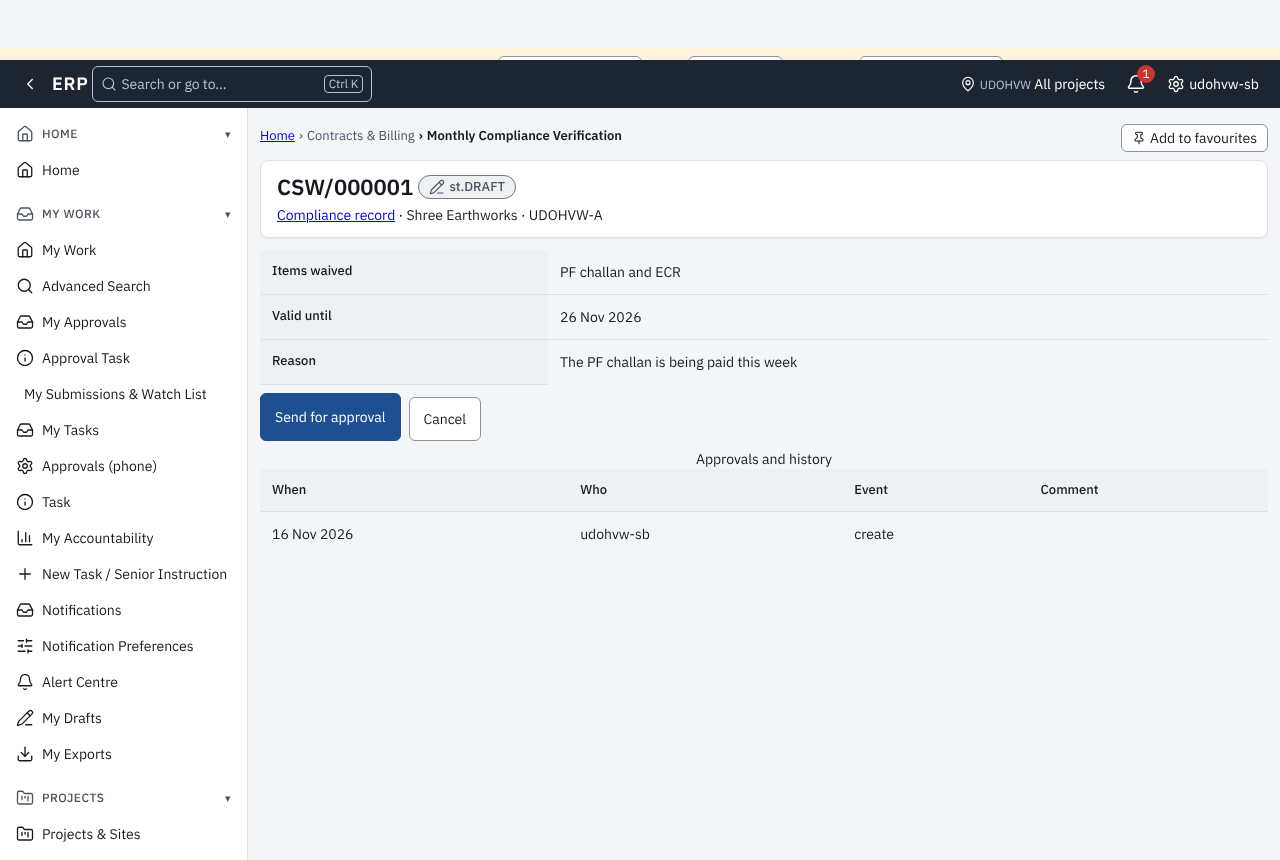 ERP
Search or go to...
Ctrl K
UDOHVW All projects
1
udohvw-sb
HOME
Home
MY WORK
My Work
Advanced Search
My Approvals
Approval Task
My Submissions & Watch List
My Tasks
Approvals (phone)
Task
My Accountability
New Task / Senior Instruction
Notifications
Notification Preferences
Alert Centre
My Drafts
My Exports
PROJECTS
Projects & Sites
Home › Contracts & Billing › Monthly Compliance Verification
Add to favourites
CSW/000001 st.DRAFT
Compliance record · Shree Earthworks · UDOHVW-A
Items waived PF challan and ECR
Valid until 26 Nov 2026
Reason The PF challan is being paid this week
Send for approval Cancel
Approvals and history
When Who Event Comment
16 Nov 2026 udohvw-sb create